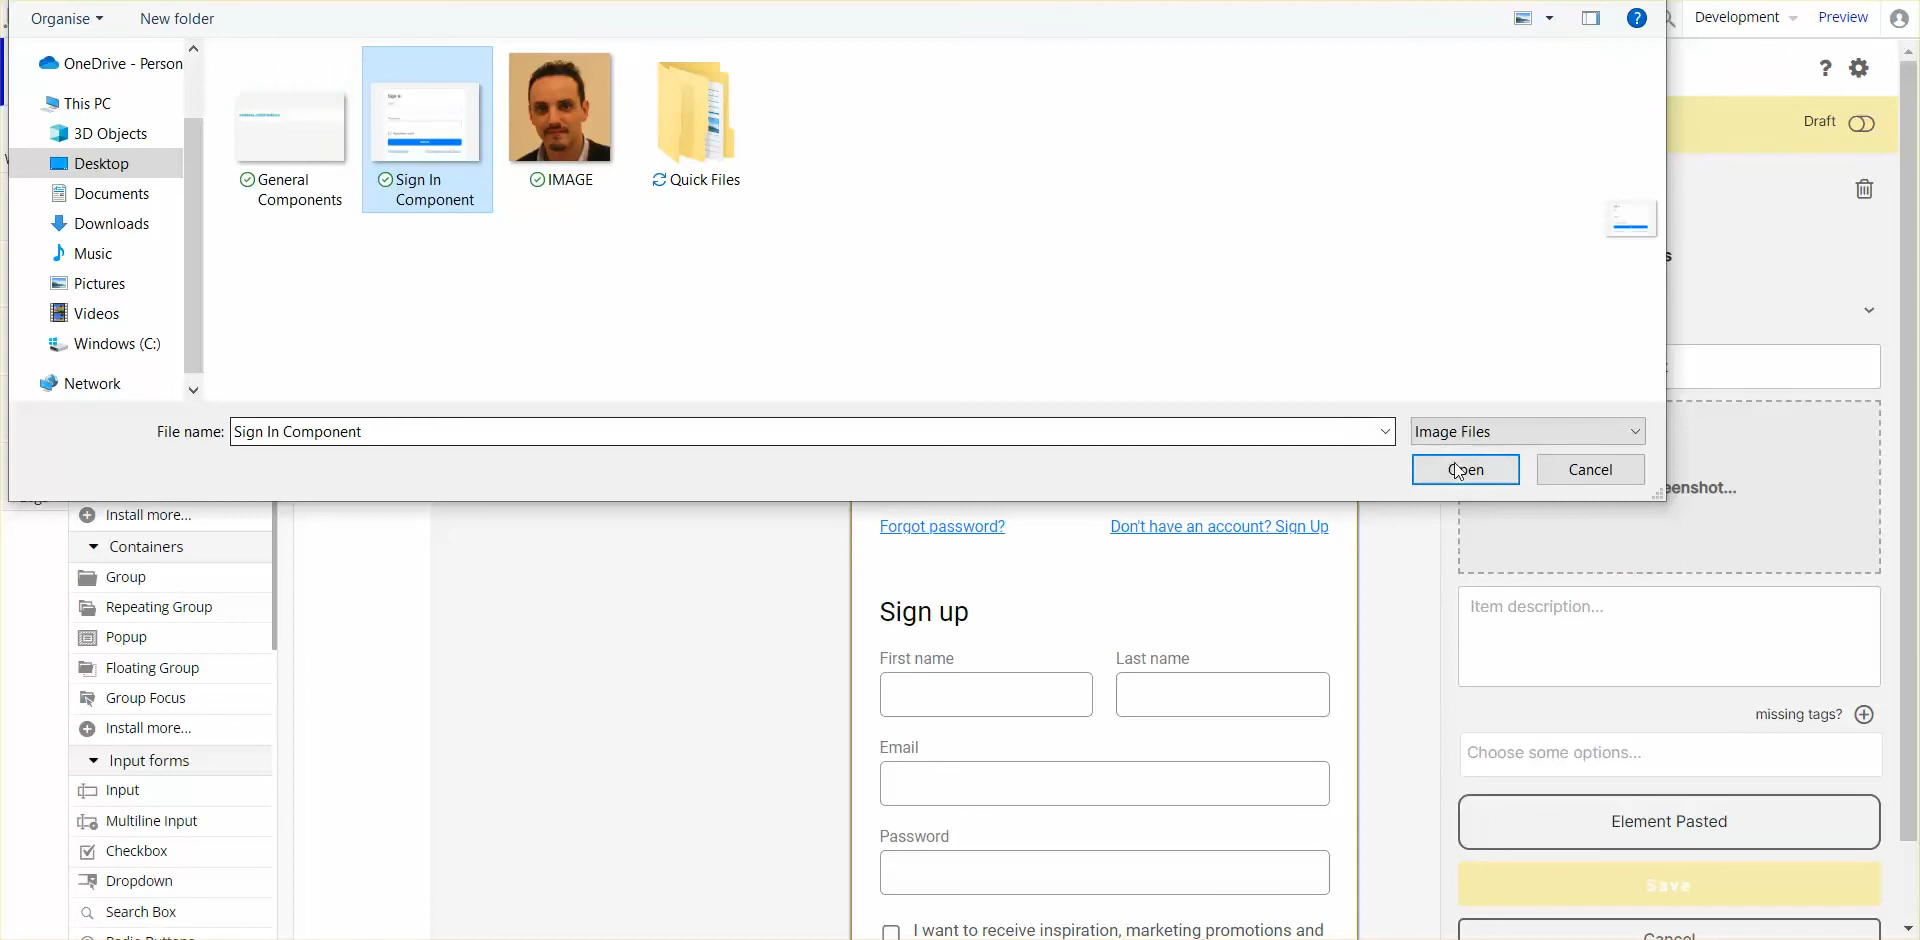 Organise
New folder
?
Development
Preview
OneDrive - Person
This PC
3D Objects
Desktop
Documents
Downloads
Music
Pictures
Videos
Windows (C:)
Network
General
Components
Sign In
Component
IMAGE
Quick Files
?
Draft
File name:
Sign In Component
Image Files
Open
Cancel
eenshot...
Install more...
Containers
Group
Repeating Group
Popup
Floating Group
Group Focus
Install more...
Input forms
Input
Multiline Input
Checkbox
Dropdown
Search Box
Forgot password?
Don't have an account? Sign Up
Sign up
First name
Last name
Email
Password
I want to receive inspiration, marketing promotions and
Item description...
missing tags?
Choose some options...
Element Pasted
Save
Cancel